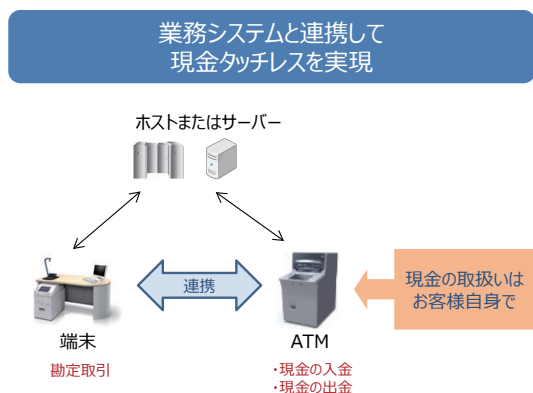 業務システムと連携して
現金タッチレスを実現
ホストまたはサーバー
連携
現金の取扱いは
お客様自身で
端末
ATM
勘定取引
・現金の入金
・現金の出金